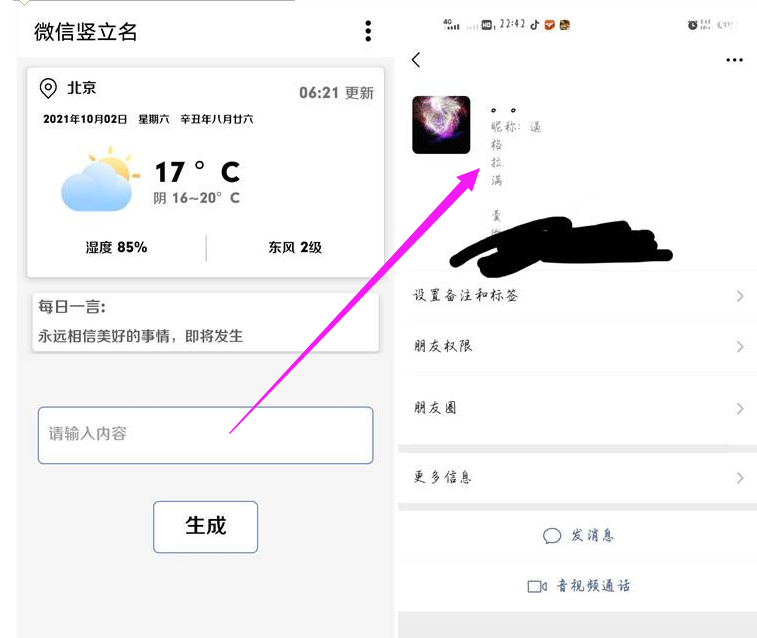 微信竖立名
北京
06:21 更新
2021年10月02日 星期六 辛丑年八月廿六
17 ° C
阴 16~20° C
湿度 85%
东风 2级
每日一言:
永远相信美好的事情，即将发生
请输入内容
生成
4G
HD
22:42
昵称: 逼
格
拉
满
设置备注和标签
朋友权限
朋友圈
更多信息
发消息
音视频通话